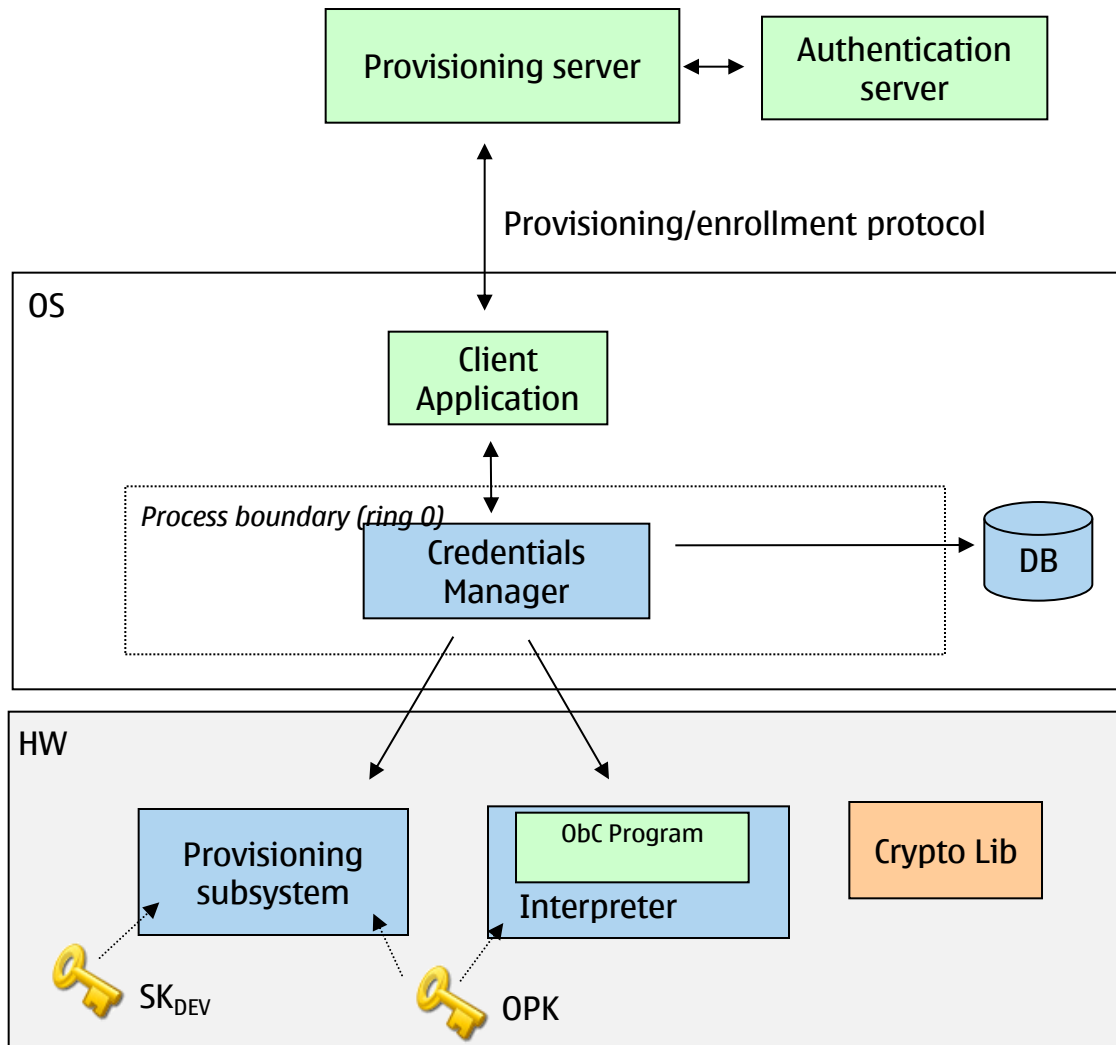 Provisioning server
Authentication
server
Provisioning/enrollment protocol
OS
Client
Application
Process boundary (ring 0)
Credentials
Manager
DB
HW
ObC Program
Provisioning
subsystem
Interpreter
Crypto Lib
SK_DEV
OPK